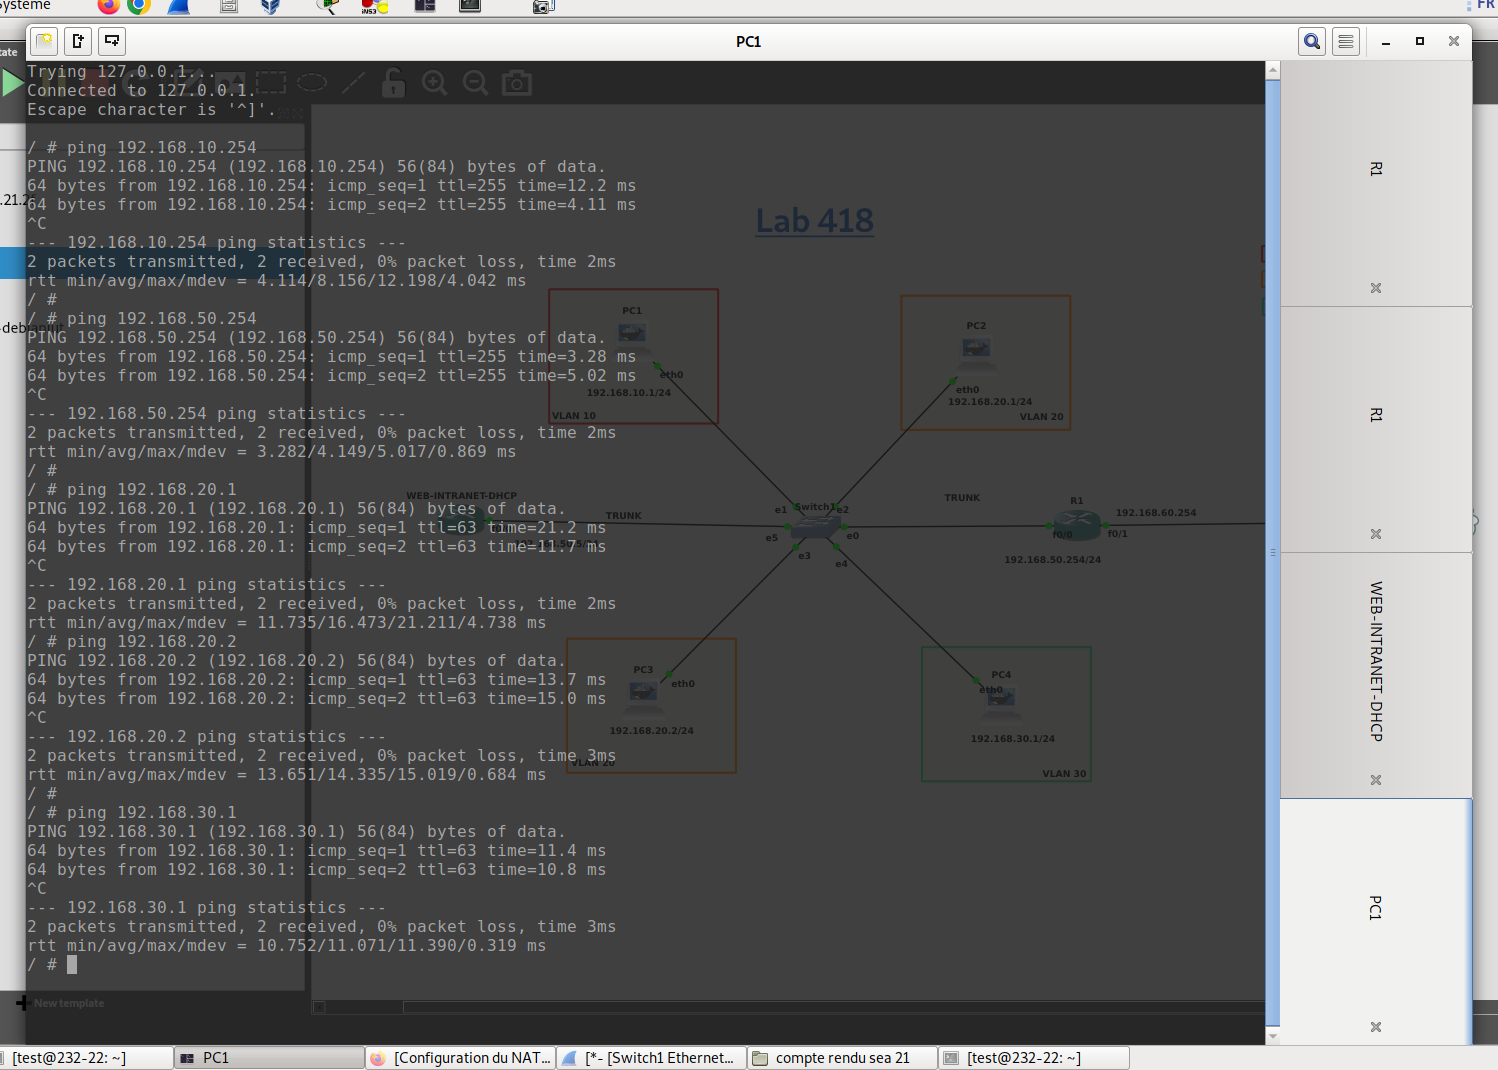 Système
FR
PC1
tate
Trying 127.0.0.1...
Connected to 127.0.0.1.
Escape character is '^]'.
/ # ping 192.168.10.254
PING 192.168.10.254 (192.168.10.254) 56(84) bytes of data.
64 bytes from 192.168.10.254: icmp_seq=1 ttl=255 time=12.2 ms
64 bytes from 192.168.10.254: icmp_seq=2 ttl=255 time=4.11 ms
^C
--- 192.168.10.254 ping statistics ---
2 packets transmitted, 2 received, 0% packet loss, time 2ms
rtt min/avg/max/mdev = 4.114/8.156/12.198/4.042 ms
/ #
/ # ping 192.168.50.254
PING 192.168.50.254 (192.168.50.254) 56(84) bytes of data.
64 bytes from 192.168.50.254: icmp_seq=1 ttl=255 time=3.28 ms
64 bytes from 192.168.50.254: icmp_seq=2 ttl=255 time=5.02 ms
^C
--- 192.168.50.254 ping statistics ---
2 packets transmitted, 2 received, 0% packet loss, time 2ms
rtt min/avg/max/mdev = 3.282/4.149/5.017/0.869 ms
/ #
/ # ping 192.168.20.1
PING 192.168.20.1 (192.168.20.1) 56(84) bytes of data.
64 bytes from 192.168.20.1: icmp_seq=1 ttl=63 time=21.2 ms
64 bytes from 192.168.20.1: icmp_seq=2 ttl=63 time=11.7 ms
^C
--- 192.168.20.1 ping statistics ---
2 packets transmitted, 2 received, 0% packet loss, time 2ms
rtt min/avg/max/mdev = 11.735/16.473/21.211/4.738 ms
/ # ping 192.168.20.2
PING 192.168.20.2 (192.168.20.2) 56(84) bytes of data.
64 bytes from 192.168.20.2: icmp_seq=1 ttl=63 time=13.7 ms
64 bytes from 192.168.20.2: icmp_seq=2 ttl=63 time=15.0 ms
^C
--- 192.168.20.2 ping statistics ---
2 packets transmitted, 2 received, 0% packet loss, time 3ms
rtt min/avg/max/mdev = 13.651/14.335/15.019/0.684 ms
/ #
/ # ping 192.168.30.1
PING 192.168.30.1 (192.168.30.1) 56(84) bytes of data.
64 bytes from 192.168.30.1: icmp_seq=1 ttl=63 time=11.4 ms
64 bytes from 192.168.30.1: icmp_seq=2 ttl=63 time=10.8 ms
^C
--- 192.168.30.1 ping statistics ---
2 packets transmitted, 2 received, 0% packet loss, time 3ms
rtt min/avg/max/mdev = 10.752/11.071/11.390/0.319 ms
/ #
Lab 418
PC1
eth0
192.168.10.1/24
VLAN 10
PC2
eth0
192.168.20.1/24
VLAN 20
WEB-INTRANET-DHCP
TRUNK
e1
Switch1
e2
e5
e0
e3
e4
TRUNK
R1
192.168.60.254
f0/0
f0/1
192.168.50.254/24
PC3
eth0
192.168.20.2/24
VLAN 20
PC4
eth0
192.168.30.1/24
VLAN 30
R1
R1
WEB-INTRANET-DHCP
PC1
New template
[test@232-22: ~]
PC1
[Configuration du NAT...
[*- [Switch1 Ethernet...
compte rendu sea 21
[test@232-22: ~]